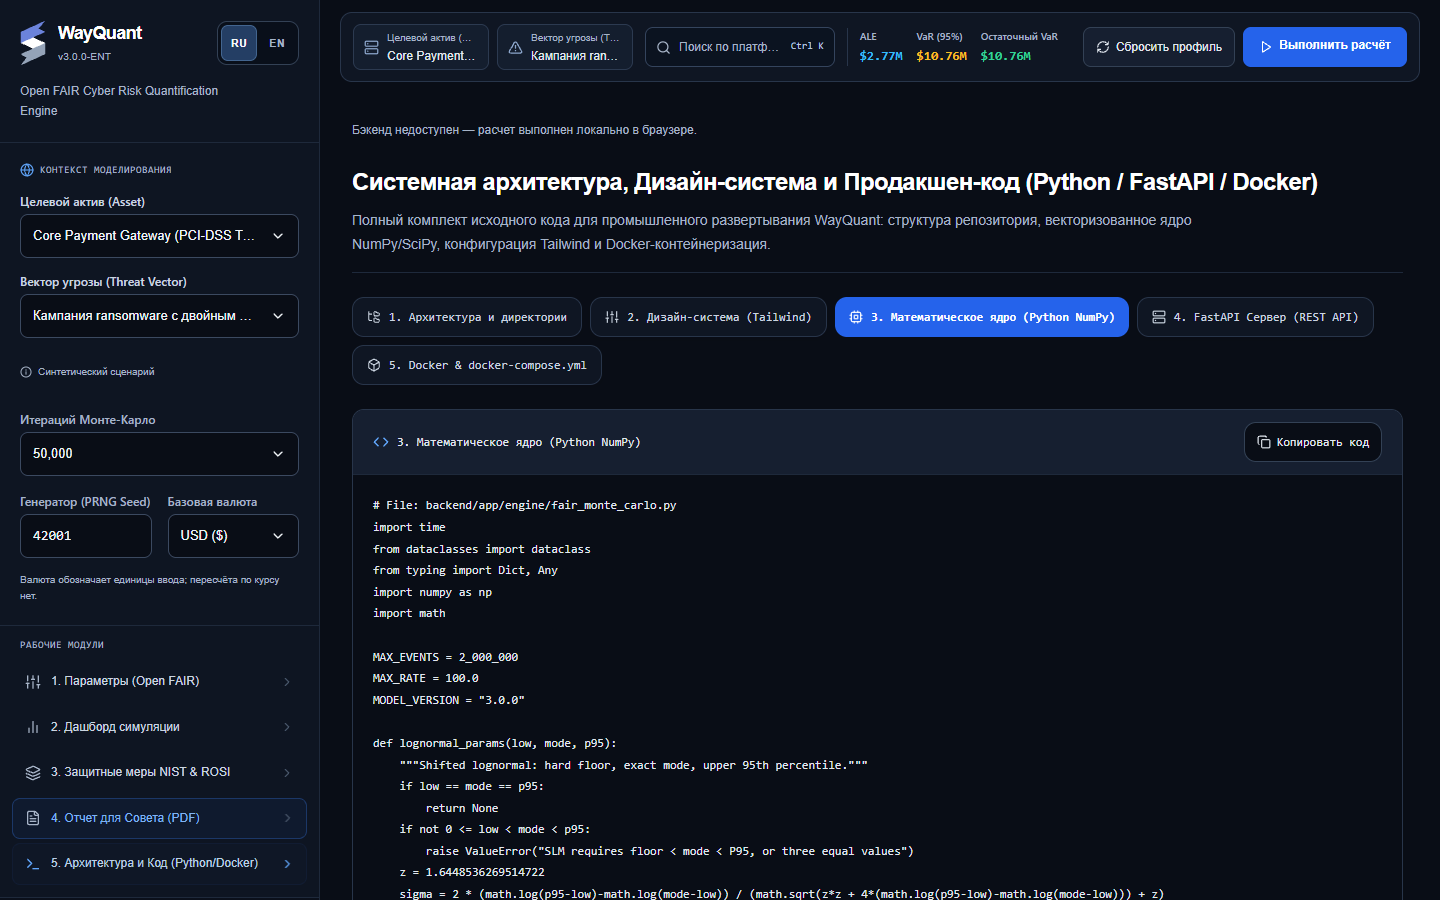 WayQuant
v3.0.0-ENT
RU
EN
Open FAIR Cyber Risk Quantification
Engine
КОНТЕКСТ МОДЕЛИРОВАНИЯ
Целевой актив (Asset)
Core Payment Gateway (PCI-DSS T...
Вектор угрозы (Threat Vector)
Кампания ransomware с двойным ...
Синтетический сценарий
Итераций Монте-Карло
50,000
Генератор (PRNG Seed)
Базовая валюта
42001
USD ($)
Валюта обозначает единицы ввода; пересчёта по курсу
нет.
РАБОЧИЕ МОДУЛИ
1. Параметры (Open FAIR)
2. Дашборд симуляции
3. Защитные меры NIST & ROSI
4. Отчет для Совета (PDF)
5. Архитектура и Код (Python/Docker)
Целевой актив (...
Core Payment...
Вектор угрозы (Т...
Кампания ran...
Поиск по платф...
Ctrl K
ALE
$2.77M
VaR (95%)
$10.76M
Остаточный VaR
$10.76M
Сбросить профиль
Выполнить расчёт
Бэкенд недоступен — расчет выполнен локально в браузере.
Системная архитектура, Дизайн-система и Продакшен-код (Python / FastAPI / Docker)
Полный комплект исходного кода для промышленного развертывания WayQuant: структура репозитория, векторизованное ядро
NumPy/SciPy, конфигурация Tailwind и Docker-контейнеризация.
1. Архитектура и директории
2. Дизайн-система (Tailwind)
3. Математическое ядро (Python NumPy)
4. FastAPI Сервер (REST API)
5. Docker & docker-compose.yml
3. Математическое ядро (Python NumPy)
Копировать код
# File: backend/app/engine/fair_monte_carlo.py
import time
from dataclasses import dataclass
from typing import Dict, Any
import numpy as np
import math
MAX_EVENTS = 2_000_000
MAX_RATE = 100.0
MODEL_VERSION = "3.0.0"
def lognormal_params(low, mode, p95):
"""Shifted lognormal: hard floor, exact mode, upper 95th percentile."""
if low == mode == p95:
return None
if not 0 <= low < mode < p95:
raise ValueError("SLM requires floor < mode < P95, or three equal values")
z = 1.6448536269514722
sigma = 2 * (math.log(p95-low)-math.log(mode-low)) / (math.sqrt(z*z + 4*(math.log(p95-low)-math.log(mode-low))) + z)